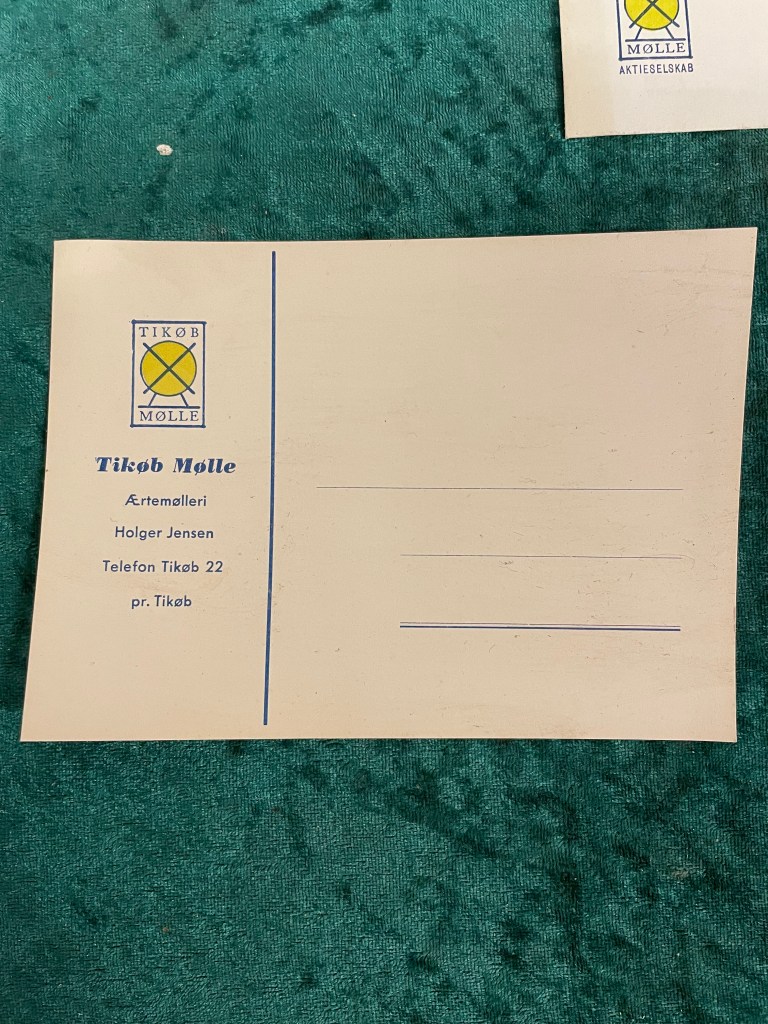 MØLLE
AKTIESELSKAB
TIKØB
MØLLE
Tikøb Mølle
Ærtemølleri
Holger Jensen
Telefon Tikøb 22
pr. Tikøb